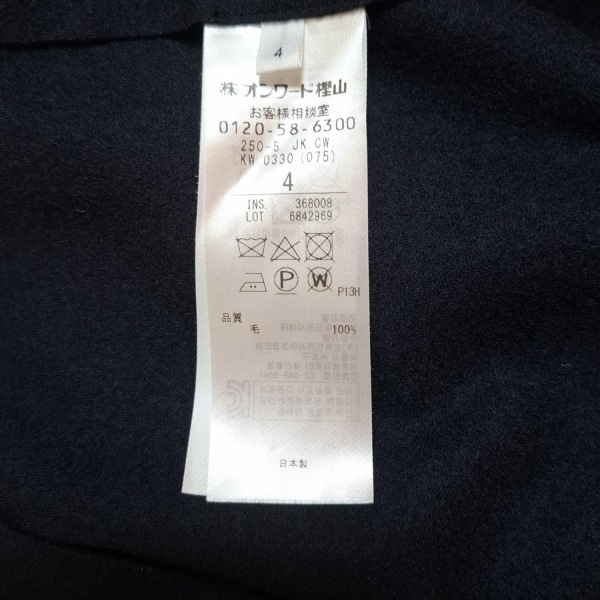 4
㈱オンワード樫山
お客様相談室
0120-58-6300
250-5 JK.CW.
KW 0330 (075)
4
INS. 368008
LOT 6842969
P
W
P13H
品質
毛 100%
日本製